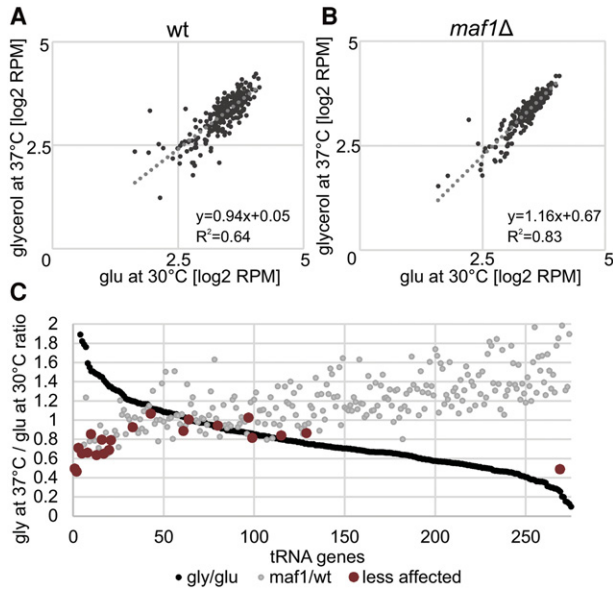 A
wt
5
glycerol at 37°C [log2 RPM]
2.5
0
2.5
5
y=0.94x+0.05
R²=0.64
glu at 30°C [log2 RPM]
B
maf1Δ
5
glycerol at 37°C [log2 RPM]
2.5
0
2.5
5
y=1.16x+0.67
R²=0.83
glu at 30°C [log2 RPM]
C
gly at 37°C / glu at 30°C ratio
2
1.8
1.6
1.4
1.2
1
0.8
0.6
0.4
0.2
0
0 50 100 150 200 250
tRNA genes
gly/glu maf1/wt less affected